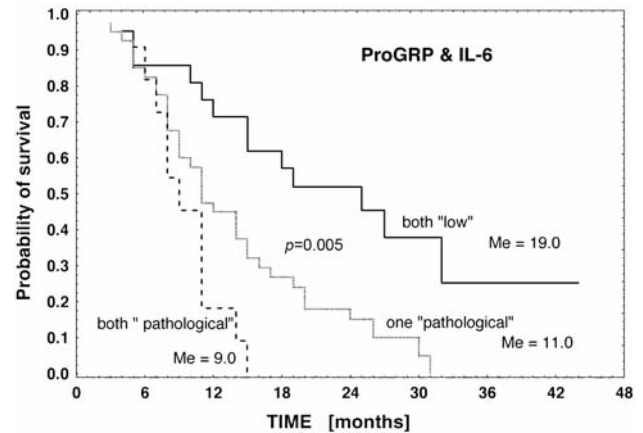 1.0
0.9
0.8
0.7
0.6
0.5
0.4
0.3
0.2
0.1
0.0
Probability of survival
ProGRP & IL-6
both "low"
Me = 19.0
p=0.005
both " pathological"
Me = 9.0
one "pathological"
Me = 11.0
0 6 12 18 24 30 36 42 48
TIME [months]